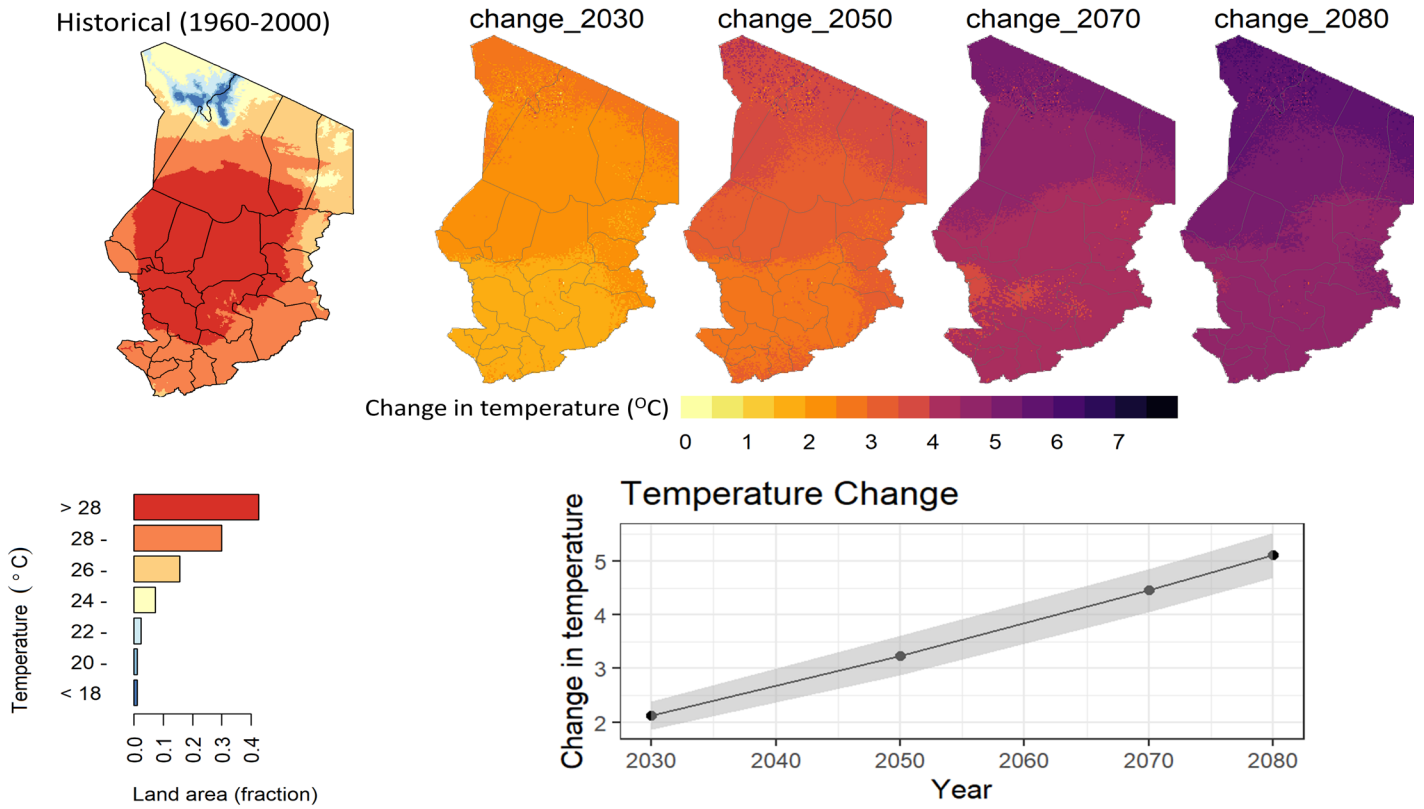 Historical (1960-2000)
change_2030
change_2050
change_2070
change_2080
Change in temperature (°C)
0 1 2 3 4 5 6 7
Temperature (°C)
> 28
28 -
26 -
24 -
22 -
20 -
< 18
0.0 0.1 0.2 0.3 0.4
Land area (fraction)
Temperature Change
Change in temperature
5
4
3
2
2030 2040 2050 2060 2070 2080
Year